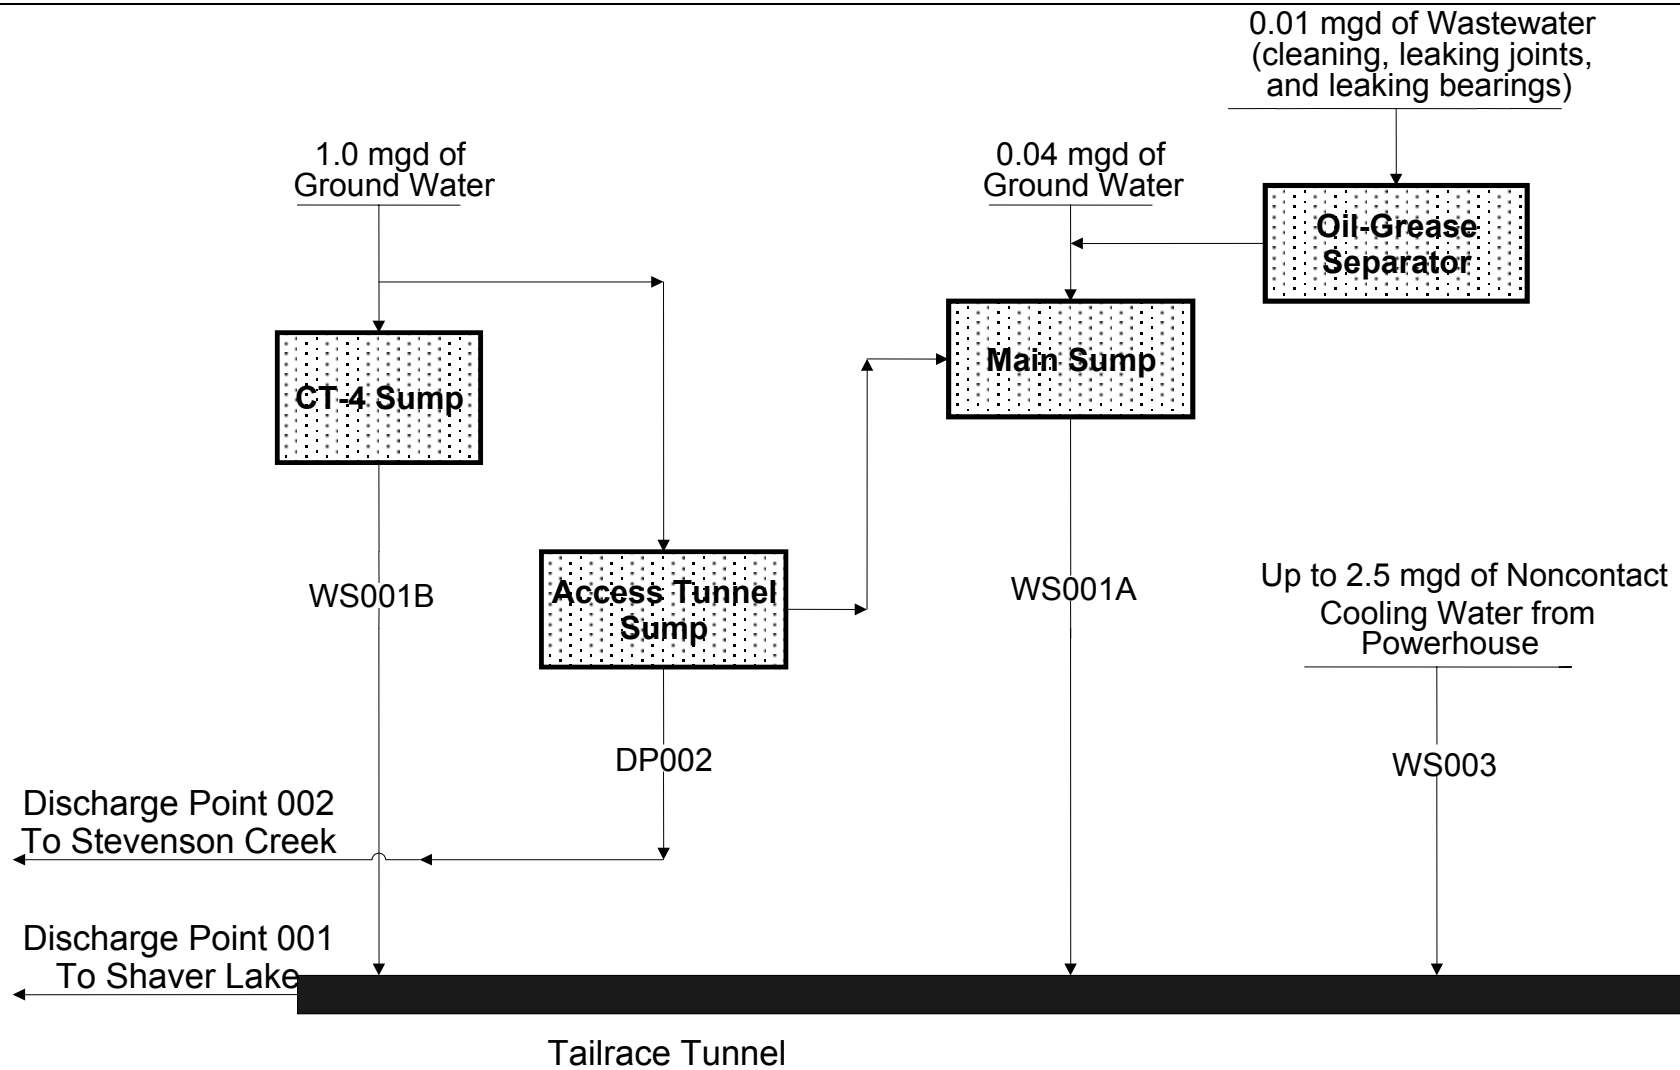 0.01 mgd of Wastewater
(cleaning, leaking joints,
and leaking bearings)
1.0 mgd of
Ground Water
0.04 mgd of
Ground Water
Oil-Grease
Separator
CT-4 Sump
Main Sump
Access Tunnel
Sump
WS001B
WS001A
Up to 2.5 mgd of Noncontact
Cooling Water from
Powerhouse
DP002
WS003
Discharge Point 002
To Stevenson Creek
Discharge Point 001
To Shaver Lake
Tailrace Tunnel